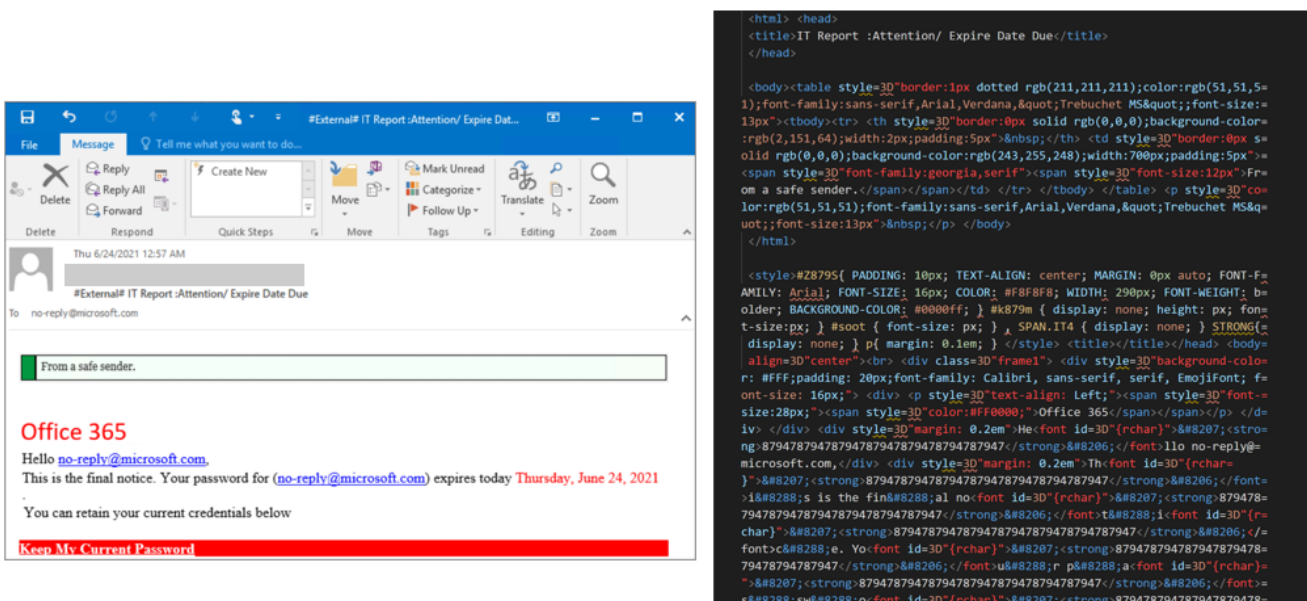 #External# IT Report :Attention/ Expire Dat...
File Message Tell me what you want to do...
Delete
Reply
Reply All
Forward
Create New
Move
Mark Unread
Categorize
Follow Up
Translate
Zoom
Delete Respond Quick Steps Move Tags Editing Zoom
Thu 6/24/2021 12:57 AM
#External# IT Report :Attention/ Expire Date Due
To no-reply@microsoft.com
From a safe sender.
Office 365
Hello no-reply@microsoft.com,
This is the final notice. Your password for (no-reply@microsoft.com) expires today Thursday, June 24, 2021
.
You can retain your current credentials below
Keep My Current Password
<html> <head>
<title>IT Report :Attention/ Expire Date Due</title>
</head>
<body><table style=3D"border:1px dotted rgb(211,211,211);color:rgb(51,51,5=
1);font-family:sans-serif,Arial,Verdana,&quot;Trebuchet MS&quot;;font-size:=
13px"><tbody><tr> <th style=3D"border:0px solid rgb(0,0,0);background-color=
:rgb(2,151,64);width:2px;padding:5px">&nbsp;</th> <td style=3D"border:0px s=
olid rgb(0,0,0);background-color:rgb(243,255,248);width:700px;padding:5px">=
<span style=3D"font-family:georgia,serif"><span style=3D"font-size:12px">Fr=
om a safe sender.</span></span></td> </tr> </tbody> </table> <p style=3D"co=
lor:rgb(51,51,51);font-family:sans-serif,Arial,Verdana,&quot;Trebuchet MS&q=
uot;;font-size:13px">&nbsp;</p> </body>
</html>
<style>#Z879S{ PADDING: 10px; TEXT-ALIGN: center; MARGIN: 0px auto; FONT-F=
AMILY: Arial; FONT-SIZE: 16px; COLOR: #F8F8F8; WIDTH: 290px; FONT-WEIGHT: b=
older; BACKGROUND-COLOR: #0000ff; } #k879m { display: none; height: px; fon=
t-size:px; } #soot { font-size: px; } , SPAN.IT4 { display: none; } STRONG{=
display: none; } p{ margin: 0.1em; } </style> <title></title></head> <body=
align=3D"center"><br> <div class=3D"frame1"> <div style=3D"background-colo=
r: #FFF;padding: 20px;font-family: Calibri, sans-serif, serif, EmojiFont; f=
ont-size: 16px;"> <div> <p style=3D"text-align: Left;"><span style=3D"font-=
size:28px;"><span style=3D"color:#FF0000;">Office 365</span></span></p> </d=
iv> </div> <div style=3D"margin: 0.2em">He<font id=3D"{rchar}">&#8207;<stro=
ng>8794787947879478794787947879478794787947</strong>&#8206;</font>llo no-reply@=
microsoft.com,</div> <div style=3D"margin: 0.2em">Th<font id=3D"{rchar=
}">&#8207;<strong>8794787947879478794787947879478794787947</strong>&#8206;</font=
>i&#8288;s is the fin&#8288;al no<font id=3D"{rchar}">&#8207;<strong>879478=
</strong>&#8206;</font>t&#8288;i<font id=3D"{r=
char}">&#8207;<strong></strong>&#8206;</=
font>c&#8288;e. Yo<font id=3D"{rchar}">&#8207;<strong>
</strong>&#8206;</font>u&#8288;r p&#8288;a<font id=3D"{rchar}=
">&#8207;<strong></strong>&#8206;</font>=